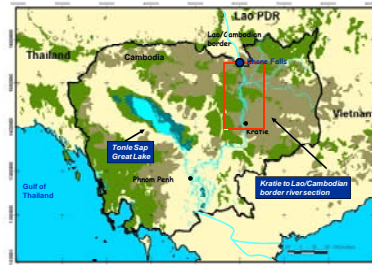 Lao PDR
Lao/Cambodian
border
Thailand
Cambodia
Khone Falls
Vietnam
Kratie
Tonle Sap
Great Lake
Kratie to Lao/Cambodian
border river section
Phnom Penh
Gulf of
Thailand